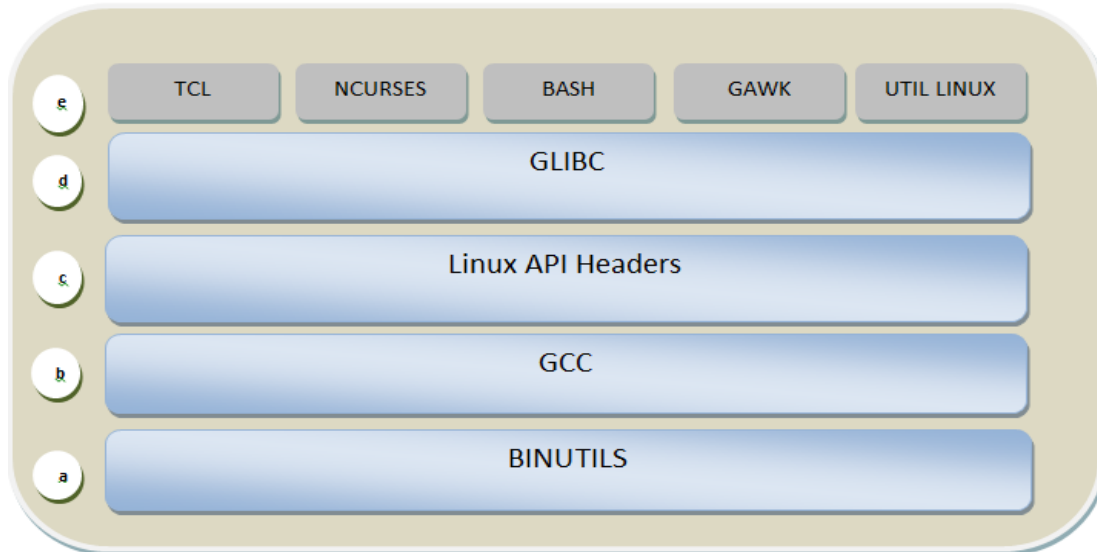 e
TCL
NCURSES
BASH
GAWK
UTIL LINUX
d
GLIBC
c
Linux API Headers
b
GCC
a
BINUTILS